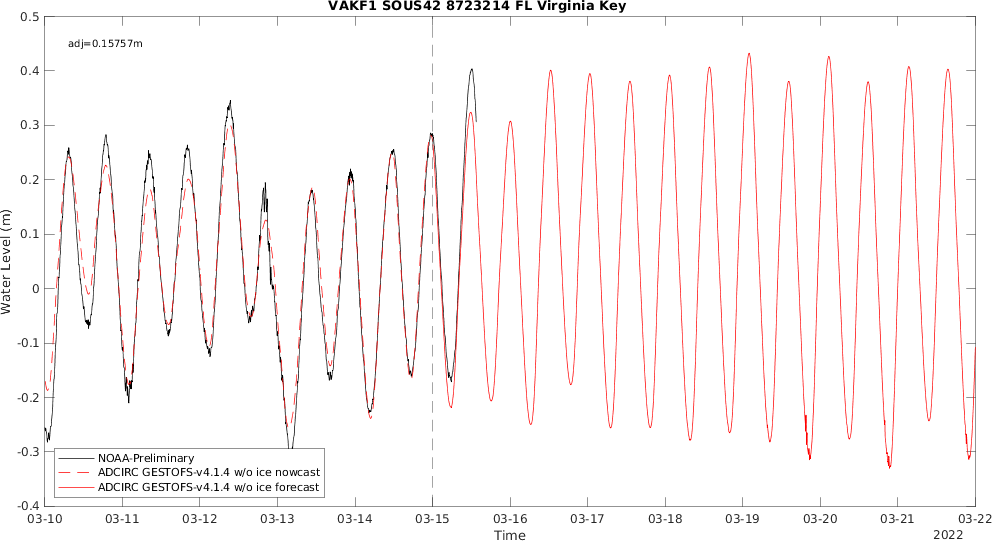 VAKF1 SOUS42 8723214 FL Virginia Key
adj=0.15757m
Water Level (m)
0.5
0.4
0.3
0.2
0.1
0
-0.1
-0.2
-0.3
-0.4
NOAA-Preliminary
ADCIRC GESTOFS-v4.1.4 w/o ice nowcast
ADCIRC GESTOFS-v4.1.4 w/o ice forecast
03-10 03-11 03-12 03-13 03-14 03-15 03-16 03-17 03-18 03-19 03-20 03-21 03-22
Time
2022